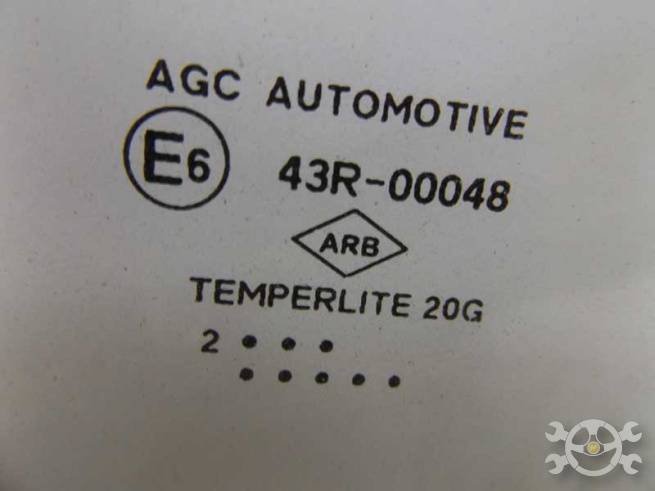 AGC AUTOMOTIVE
E6 43R-00048
ARB
TEMPERLITE 20G
2 • • •
• • • • •